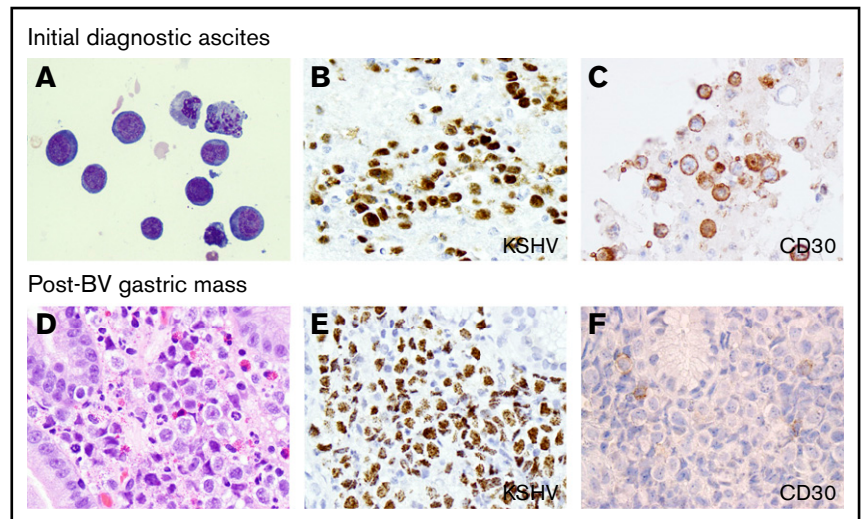 Initial diagnostic ascites
A
B
C
KSHV
CD30
Post-BV gastric mass
D
E
F
KSHV
CD30